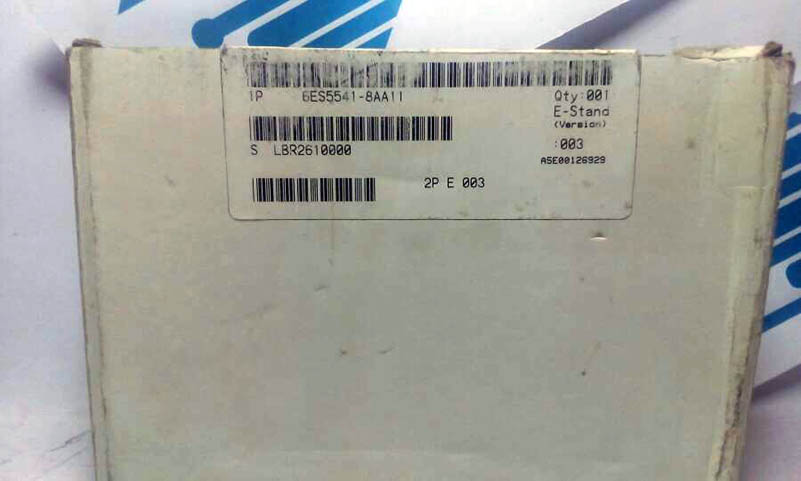 1P 6ES5541-8AA11 Qty:001
E-Stand
(Version)
S LBR2610000 :003
A5E00126929
2P E 003